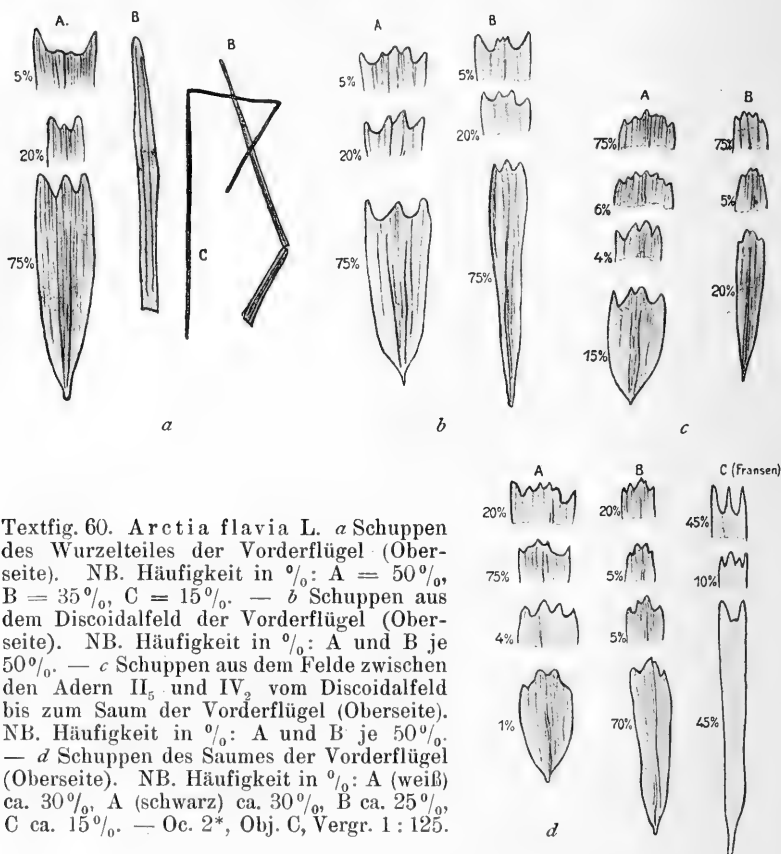 A.
B
5%
20%
75%
B
C
a
A
B
5%
5%
20%
20%
75%
75%
b
A
B
75%
75%
6%
5%
4%
20%
15%
c
A
B
C (Fransen)
20%
20%
45%
75%
5%
10%
4%
5%
1%
70%
45%
d
Textfig. 60. Arctia flavia L. a Schuppen
des Wurzelteiles der Vorderflügel (Ober-
seite). NB. Häufigkeit in %: A = 50%,
B = 35%, C = 15%. — b Schuppen aus
dem Discoidalfeld der Vorderflügel (Ober-
seite). NB. Häufigkeit in %: A und B je
50%. — c Schuppen aus dem Felde zwischen
den Adern II₅ und IV₂ vom Discoidalfeld
bis zum Saum der Vorderflügel (Oberseite).
NB. Häufigkeit in %: A und B je 50%.
— d Schuppen des Saumes der Vorderflügel
(Oberseite). NB. Häufigkeit in %: A (weiß)
ca. 30%, A (schwarz) ca. 30%, B ca. 25%,
C ca. 15%. — Oc. 2*, Obj. C, Vergr. 1 : 125.